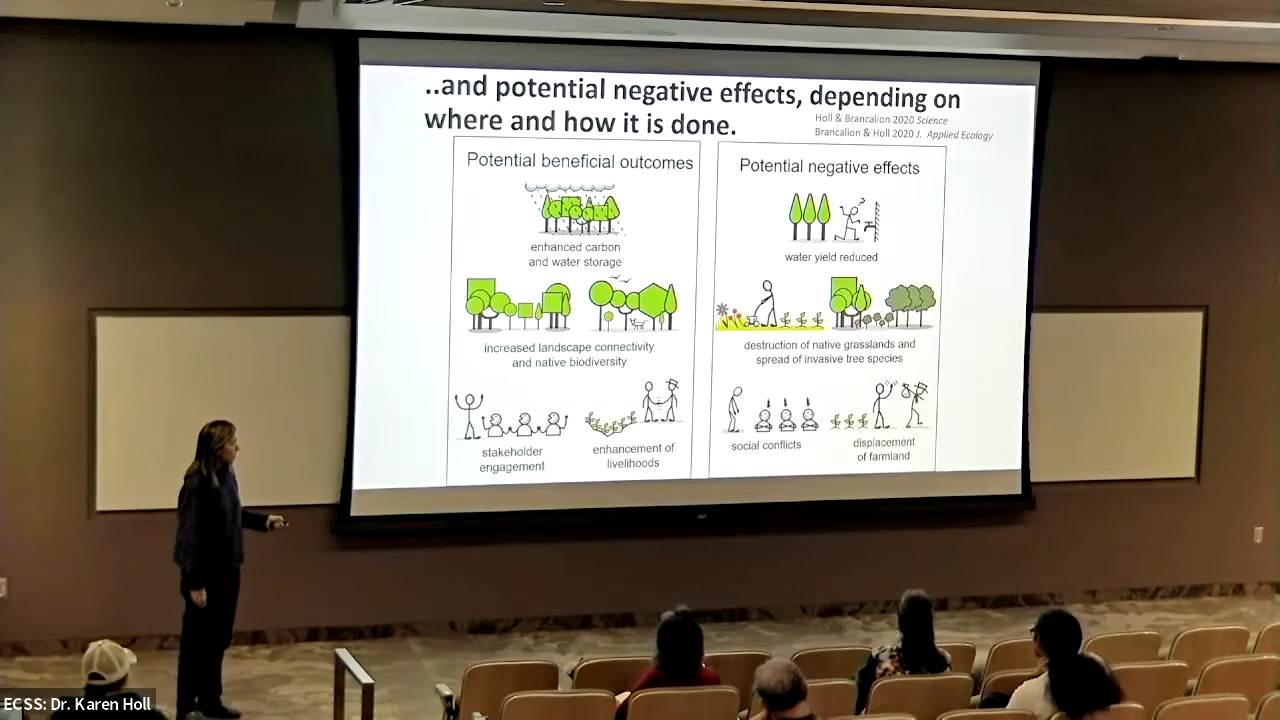 ..and potential negative effects, depending on
where and how it is done.
Holl & Brancalion 2020 Science
Brancalion & Holl 2020 J. Applied Ecology
Potential beneficial outcomes
enhanced carbon
and water storage
increased landscape connectivity
and native biodiversity
stakeholder
engagement
enhancement of
livelihoods
Potential negative effects
water yield reduced
destruction of native grasslands and
spread of invasive tree species
social conflicts
displacement
of farmland
ECSS: Dr. Karen Holl